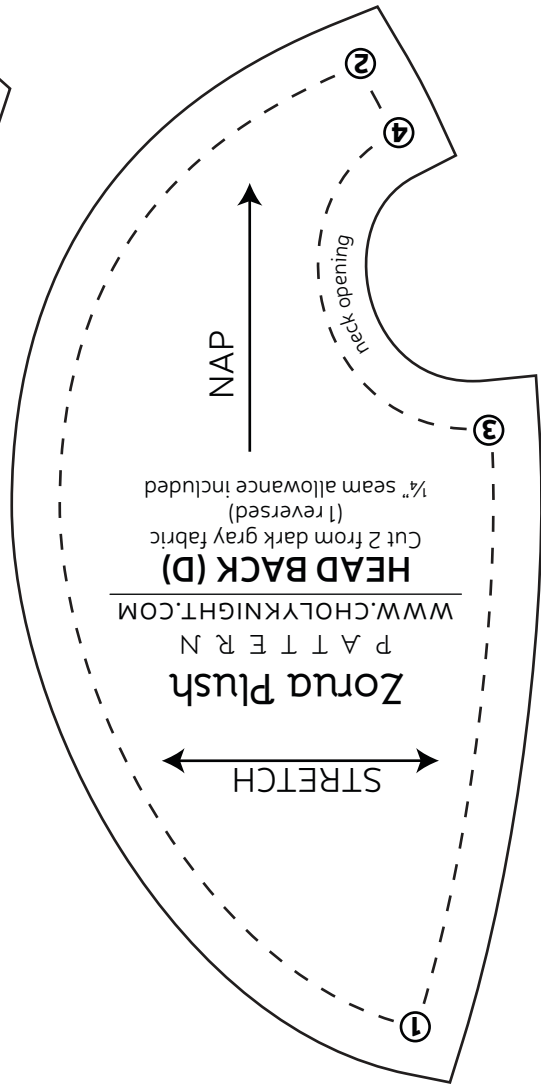 ①
STRETCH
Zorua Plush
PATTERN
WWW.CHOLYKNIGHT.COM
HEAD BACK (D)
Cut 2 from dark gray fabric
(1 reversed)
¼" seam allowance included
③
NAP
neck opening
④
②